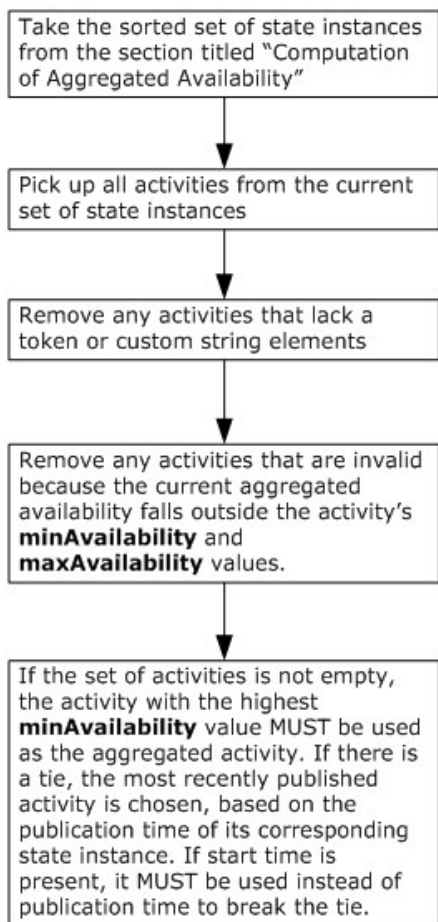 Take the sorted set of state instances
from the section titled “Computation
of Aggregated Availability”
Pick up all activities from the current
set of state instances
Remove any activities that lack a
token or custom string elements
Remove any activities that are invalid
because the current aggregated
availability falls outside the activity’s
minAvailability and
maxAvailability values.
If the set of activities is not empty,
the activity with the highest
minAvailability value MUST be used
as the aggregated activity. If there is
a tie, the most recently published
activity is chosen, based on the
publication time of its corresponding
state instance. If start time is
present, it MUST be used instead of
publication time to break the tie.